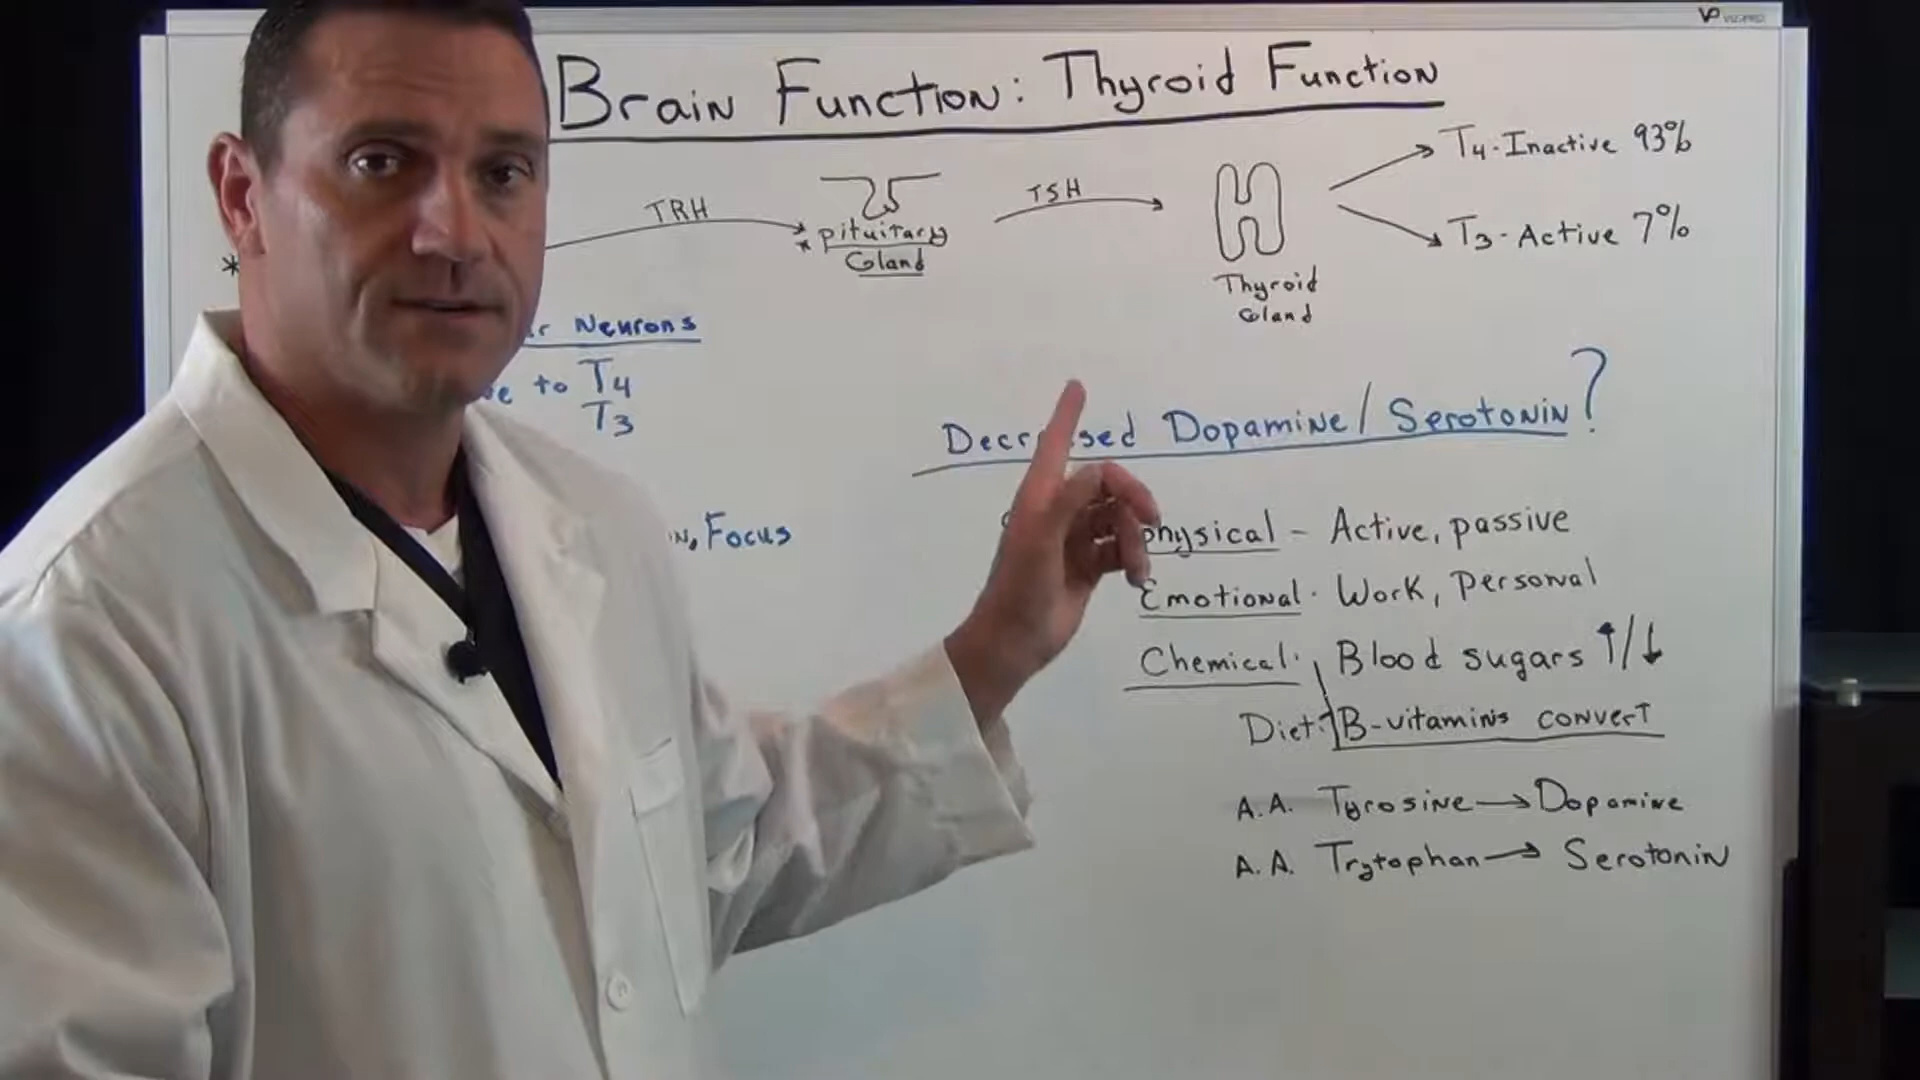 Brain Function: Thyroid Function
TRH
* pituitary
Gland
TSH
Thyroid
Gland
T4-Inactive 93%
T3-Active 7%
*
Neurons
to T4
T3
Focus
Decreased Dopamine/Serotonin?
physical - Active, passive
Emotional. Work, Personal
Chemical. Blood sugars ↑/↓
Diet: B-vitamins convert
A.A. Tyrosine → Dopamine
A.A. Trytophan → Serotonin